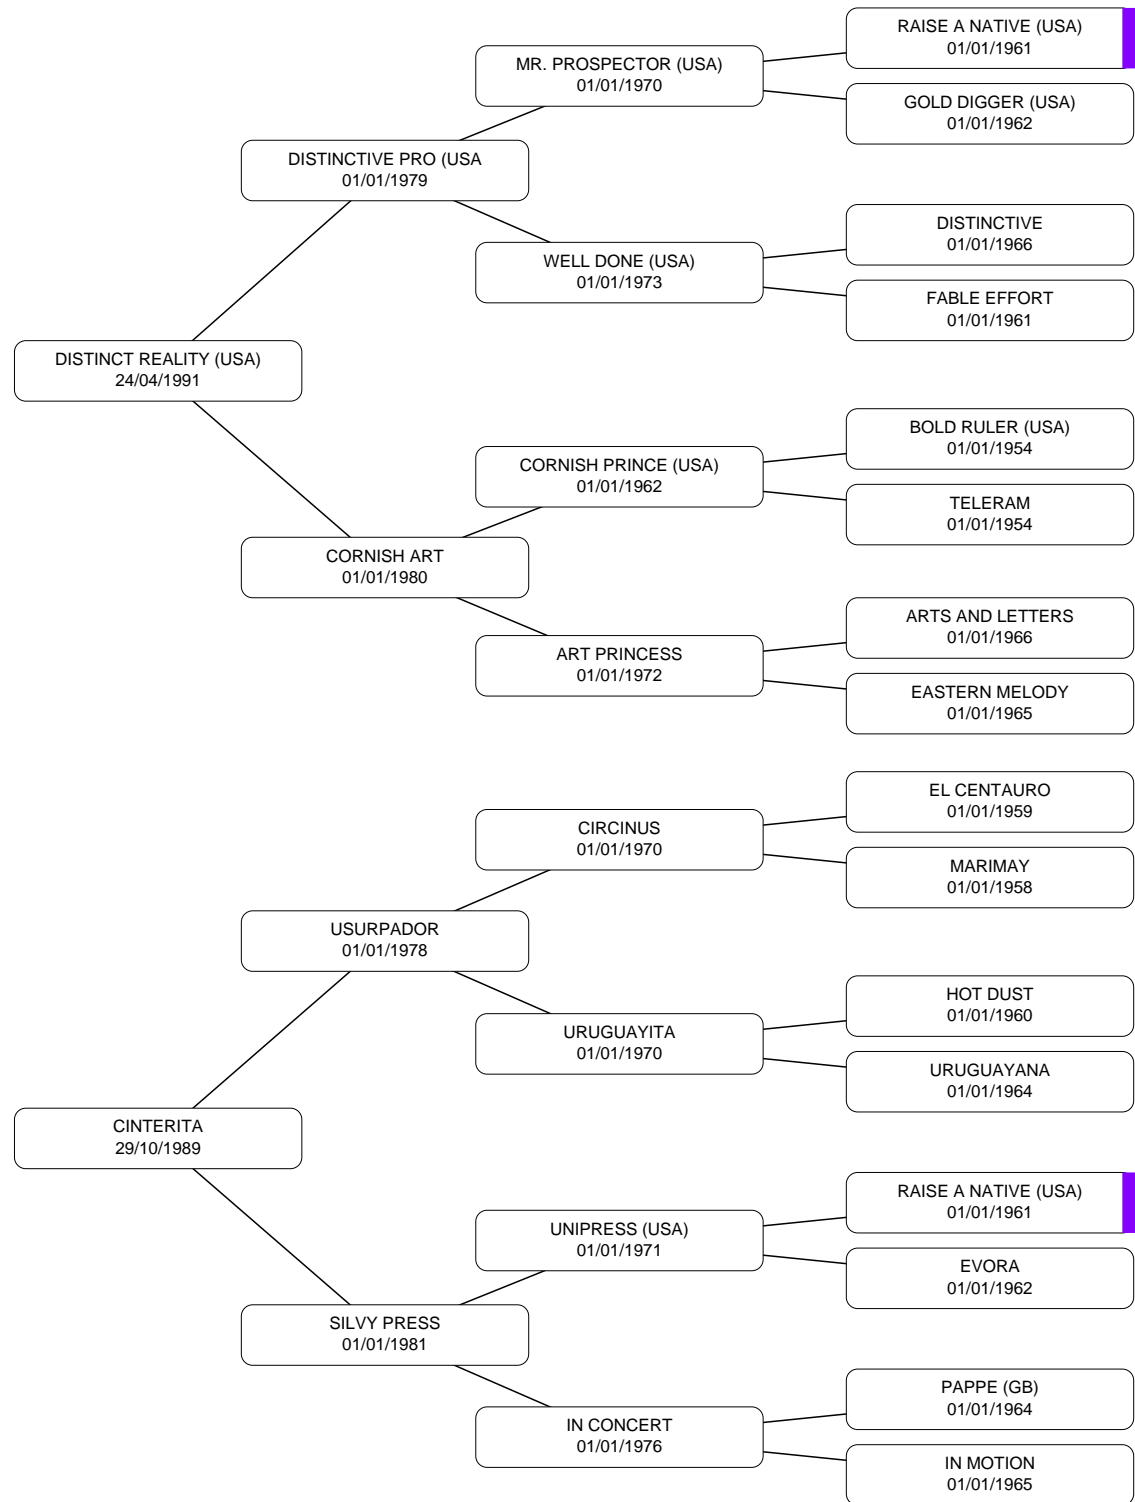 RAISE A NATIVE (USA)
01/01/1961
MR. PROSPECTOR (USA)
01/01/1970
GOLD DIGGER (USA)
01/01/1962
DISTINCTIVE PRO (USA
01/01/1979
DISTINCTIVE
01/01/1966
WELL DONE (USA)
01/01/1973
FABLE EFFORT
01/01/1961
DISTINCT REALITY (USA)
24/04/1991
BOLD RULER (USA)
01/01/1954
CORNISH PRINCE (USA)
01/01/1962
TELERAM
01/01/1954
CORNISH ART
01/01/1980
ARTS AND LETTERS
01/01/1966
ART PRINCESS
01/01/1972
EASTERN MELODY
01/01/1965
EL CENTAURO
01/01/1959
CIRCINUS
01/01/1970
MARIMAY
01/01/1958
USURPADOR
01/01/1978
HOT DUST
01/01/1960
URUGUAYITA
01/01/1970
URUGUAYANA
01/01/1964
CINTERITA
29/10/1989
RAISE A NATIVE (USA)
01/01/1961
UNIPRESS (USA)
01/01/1971
EVORA
01/01/1962
SILVY PRESS
01/01/1981
PAPPE (GB)
01/01/1964
IN CONCERT
01/01/1976
IN MOTION
01/01/1965